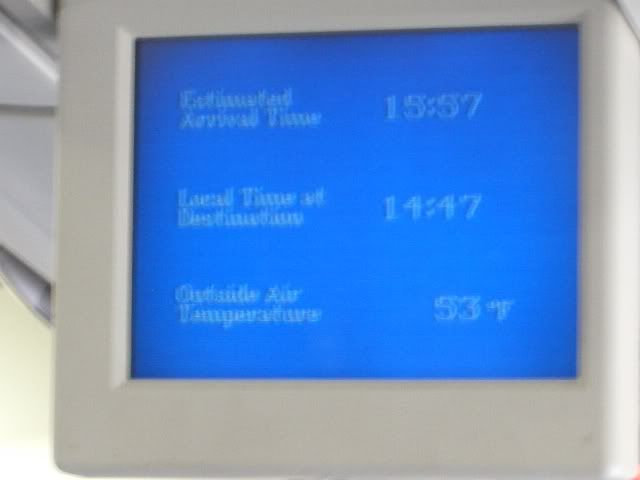 Estimated
Arrival Time 15:57
Local Time at
Destination 14:47
Outside Air
Temperature 53 °F